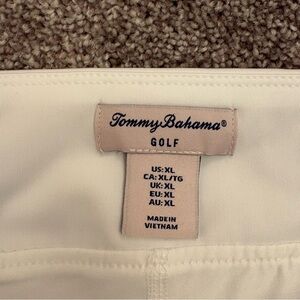 Tommy Bahama®
GOLF
US: XL
CA: XL/TG
UK: XL
EU: XL
AU: XL
MADE IN
VIETNAM